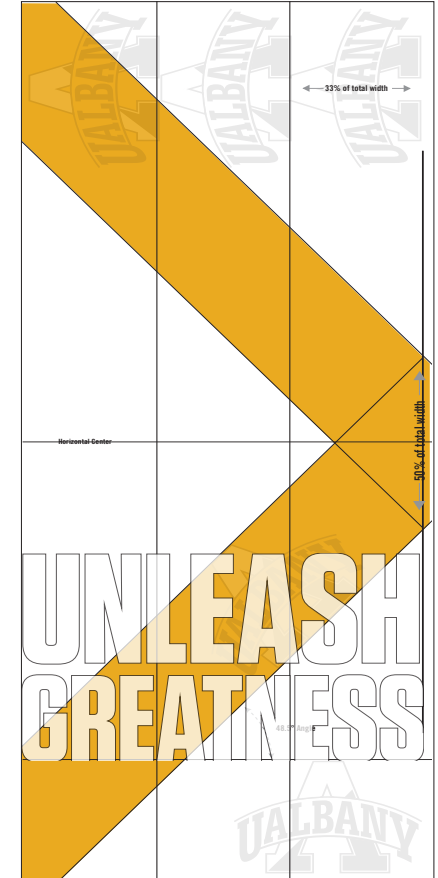 UALBANY
UALBANY
UALBANY
33% of total width
50% of total width
Horizontal Center
UNLEASH
GREATNESS
48.5° Angle
UALBANY